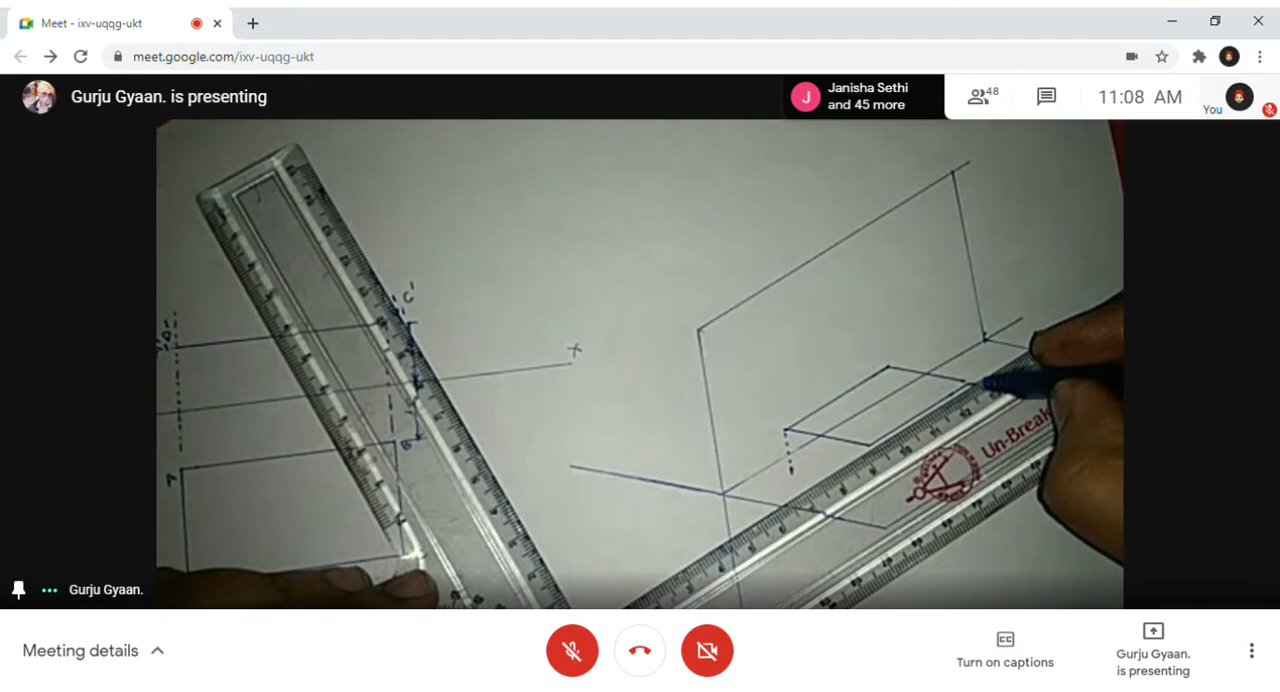 Meet - ixv-uqqg-ukt
meet.google.com/ixv-uqqg-ukt
Gurju Gyaan. is presenting
J
Janisha Sethi
and 45 more
48
11:08 AM
You
C'
X
B
Un-Break
Gurju Gyaan.
Meeting details
Turn on captions
Gurju Gyaan.
is presenting